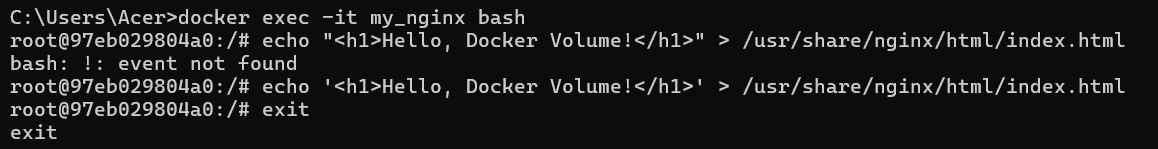 C:\Users\Acer>docker exec -it my_nginx bash
root@97eb029804a0:/# echo "<h1>Hello, Docker Volume!</h1>" > /usr/share/nginx/html/index.html
bash: !: event not found
root@97eb029804a0:/# echo '<h1>Hello, Docker Volume!</h1>' > /usr/share/nginx/html/index.html
root@97eb029804a0:/# exit
exit